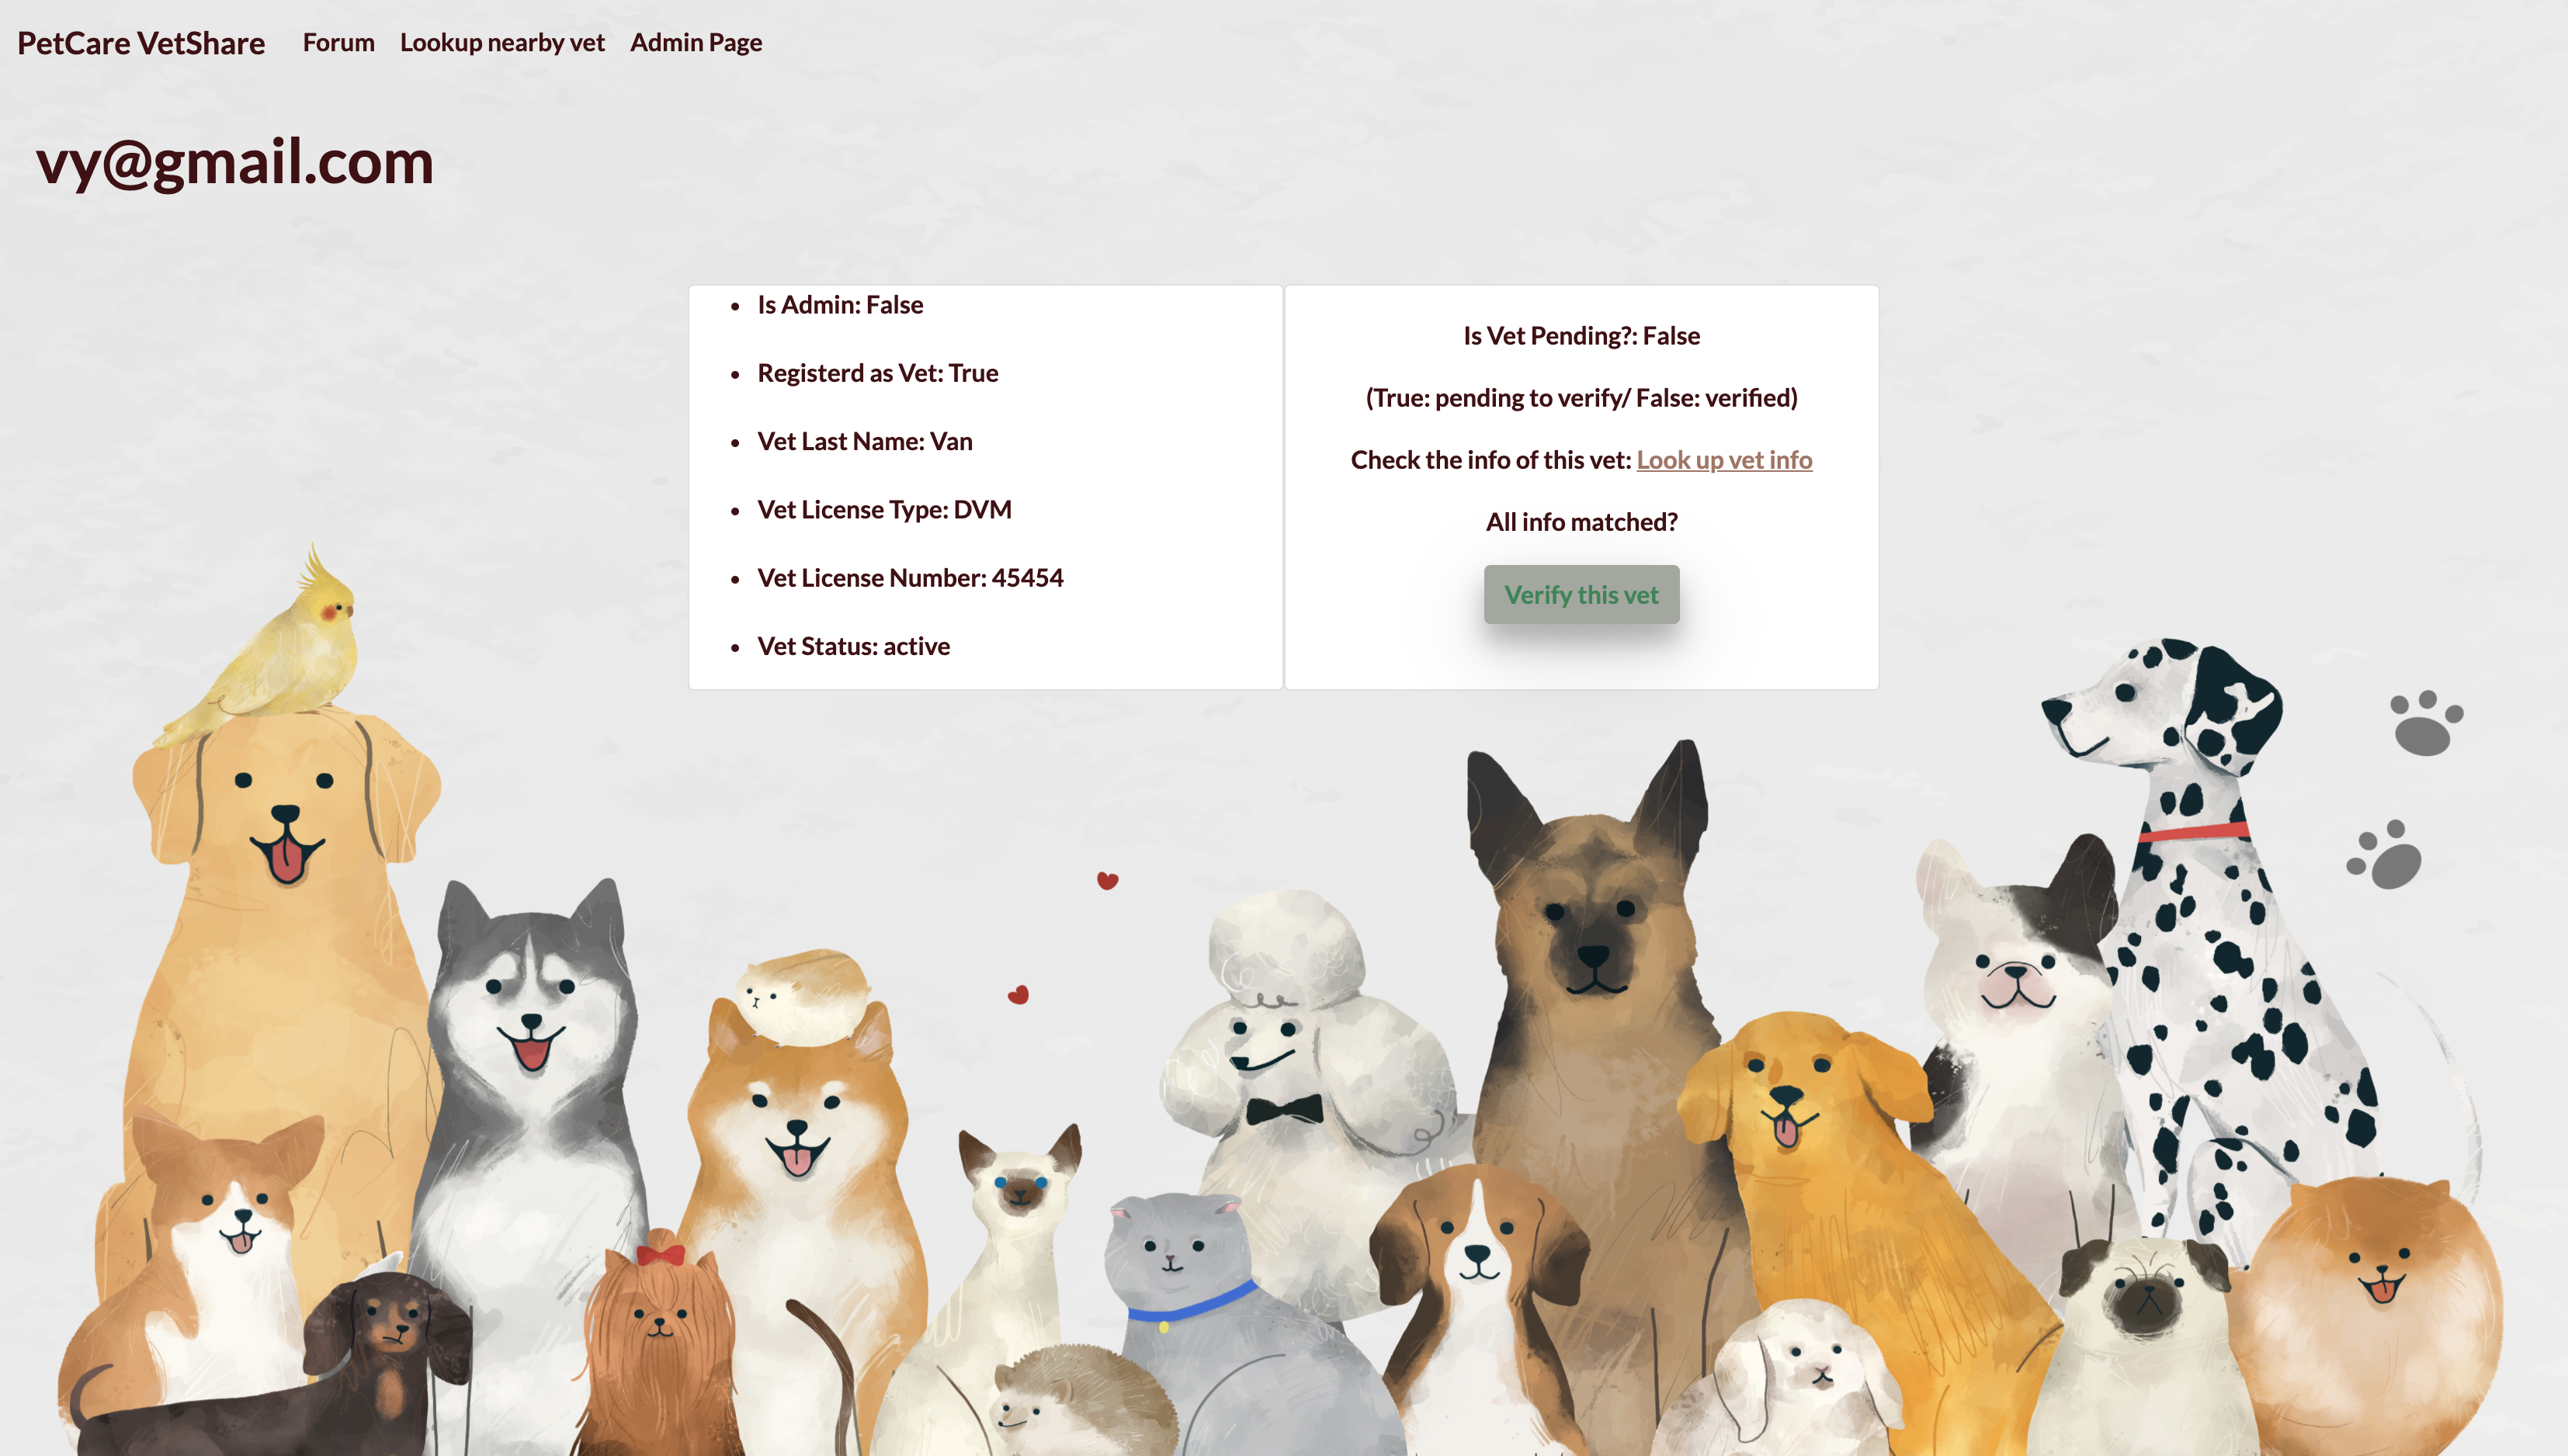 PetCare VetShare Forum Lookup nearby vet Admin Page
vy@gmail.com
Is Admin: False
Registerd as Vet: True
Vet Last Name: Van
Vet License Type: DVM
Vet License Number: 45454
Vet Status: active
Is Vet Pending?: False
(True: pending to verify/ False: verified)
Check the info of this vet: Look up vet info
All info matched?
Verify this vet